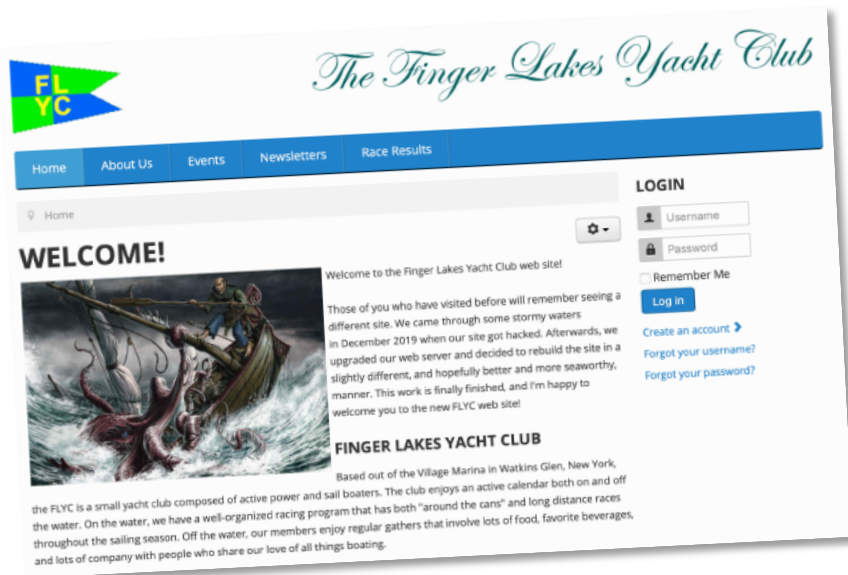 FL
YC
The Finger Lakes Yacht Club
Home
About Us
Events
Newsletters
Race Results
Home
WELCOME!
Welcome to the Finger Lakes Yacht Club web site!
Those of you who have visited before will remember seeing a
different site. We came through some stormy waters
in December 2019 when our site got hacked. Afterwards, we
upgraded our web server and decided to rebuild the site in a
slightly different, and hopefully better and more seaworthy,
manner. This work is finally finished, and I'm happy to
welcome you to the new FLYC web site!
FINGER LAKES YACHT CLUB
Based out of the Village Marina in Watkins Glen, New York,
the FLYC is a small yacht club composed of active power and sail boaters. The club enjoys an active calendar both on and off
the water. On the water, we have a well-organized racing program that has both "around the cans" and long distance races
throughout the sailing season. Off the water, our members enjoy regular gathers that involve lots of food, favorite beverages,
and lots of company with people who share our love of all things boating.
LOGIN
Username
Password
Remember Me
Log in
Create an account
Forgot your username?
Forgot your password?